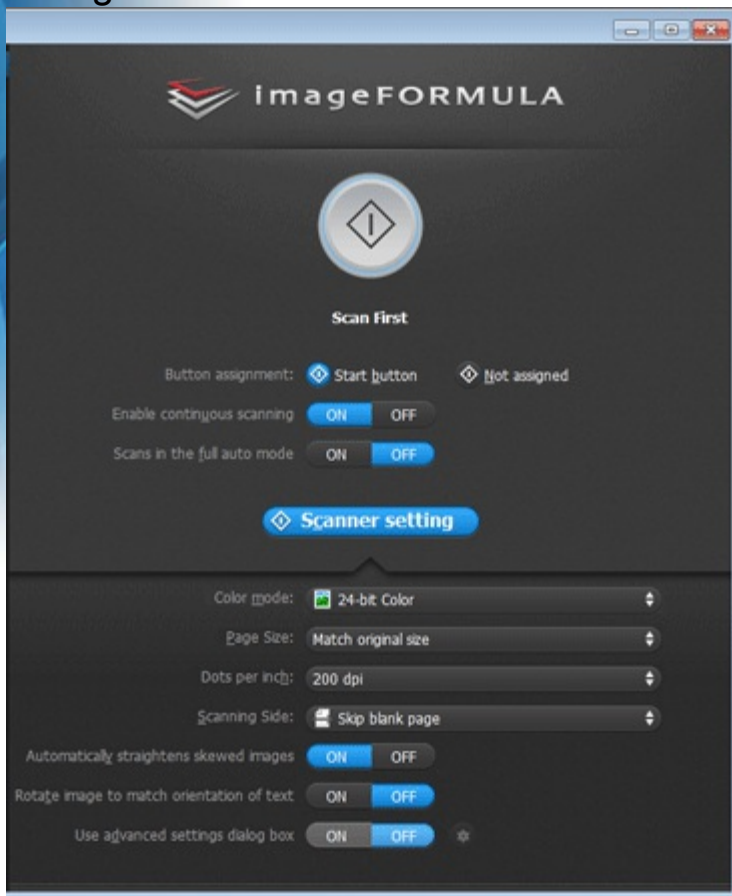 imageFORMULA
Scan First
Button assignment: Start button Not assigned
Enable continuous scanning ON OFF
Scans in the full auto mode ON OFF
Scanner setting
Color mode: 24-bit Color
Page Size: Match original size
Dots per inch: 200 dpi
Scanning Side: Skip blank page
Automatically straightens skewed images ON OFF
Rotate image to match orientation of text ON OFF
Use advanced settings dialog box ON OFF